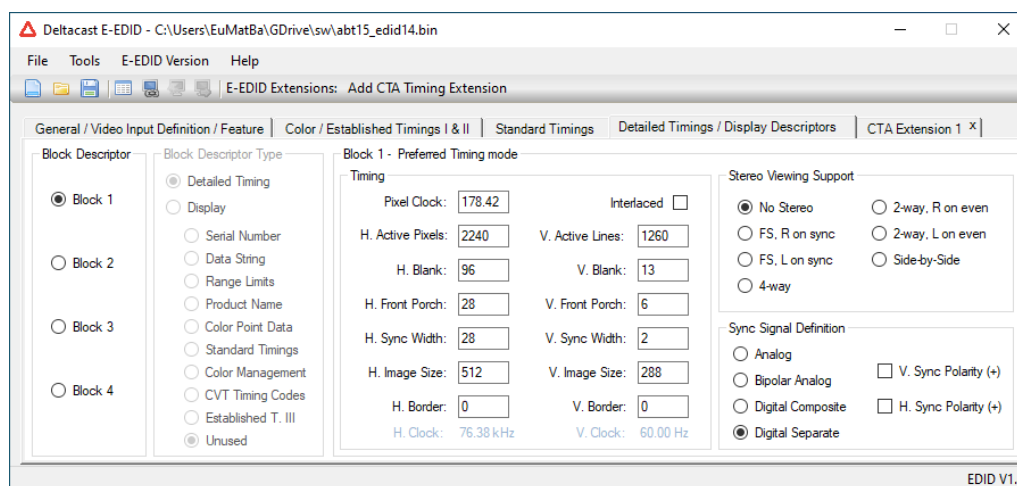 Deltacast E-EDID - C:\Users\EuMatBa\GDrive\sw\abt15_edid14.bin
File Tools E-EDID Version Help
E-EDID Extensions: Add CTA Timing Extension
General / Video Input Definition / Feature Color / Established Timings I & II Standard Timings Detailed Timings / Display Descriptors CTA Extension 1 x
Block Descriptor
Block 1
Block 2
Block 3
Block 4
Block Descriptor Type
Detailed Timing
Display
Serial Number
Data String
Range Limits
Product Name
Color Point Data
Standard Timings
Color Management
CVT Timing Codes
Established T. III
Unused
Block 1 - Preferred Timing mode
Timing
Pixel Clock: 178.42 Interlaced
H. Active Pixels: 2240 V. Active Lines: 1260
H. Blank: 96 V. Blank: 13
H. Front Porch: 28 V. Front Porch: 6
H. Sync Width: 28 V. Sync Width: 2
H. Image Size: 512 V. Image Size: 288
H. Border: 0 V. Border: 0
H. Clock: 76.38 kHz V. Clock: 60.00 Hz
Stereo Viewing Support
No Stereo 2-way, R on even
FS, R on sync 2-way, L on even
FS, L on sync Side-by-Side
4-way
Sync Signal Definition
Analog
Bipolar Analog V. Sync Polarity (+)
Digital Composite H. Sync Polarity (+)
Digital Separate
EDID V1.